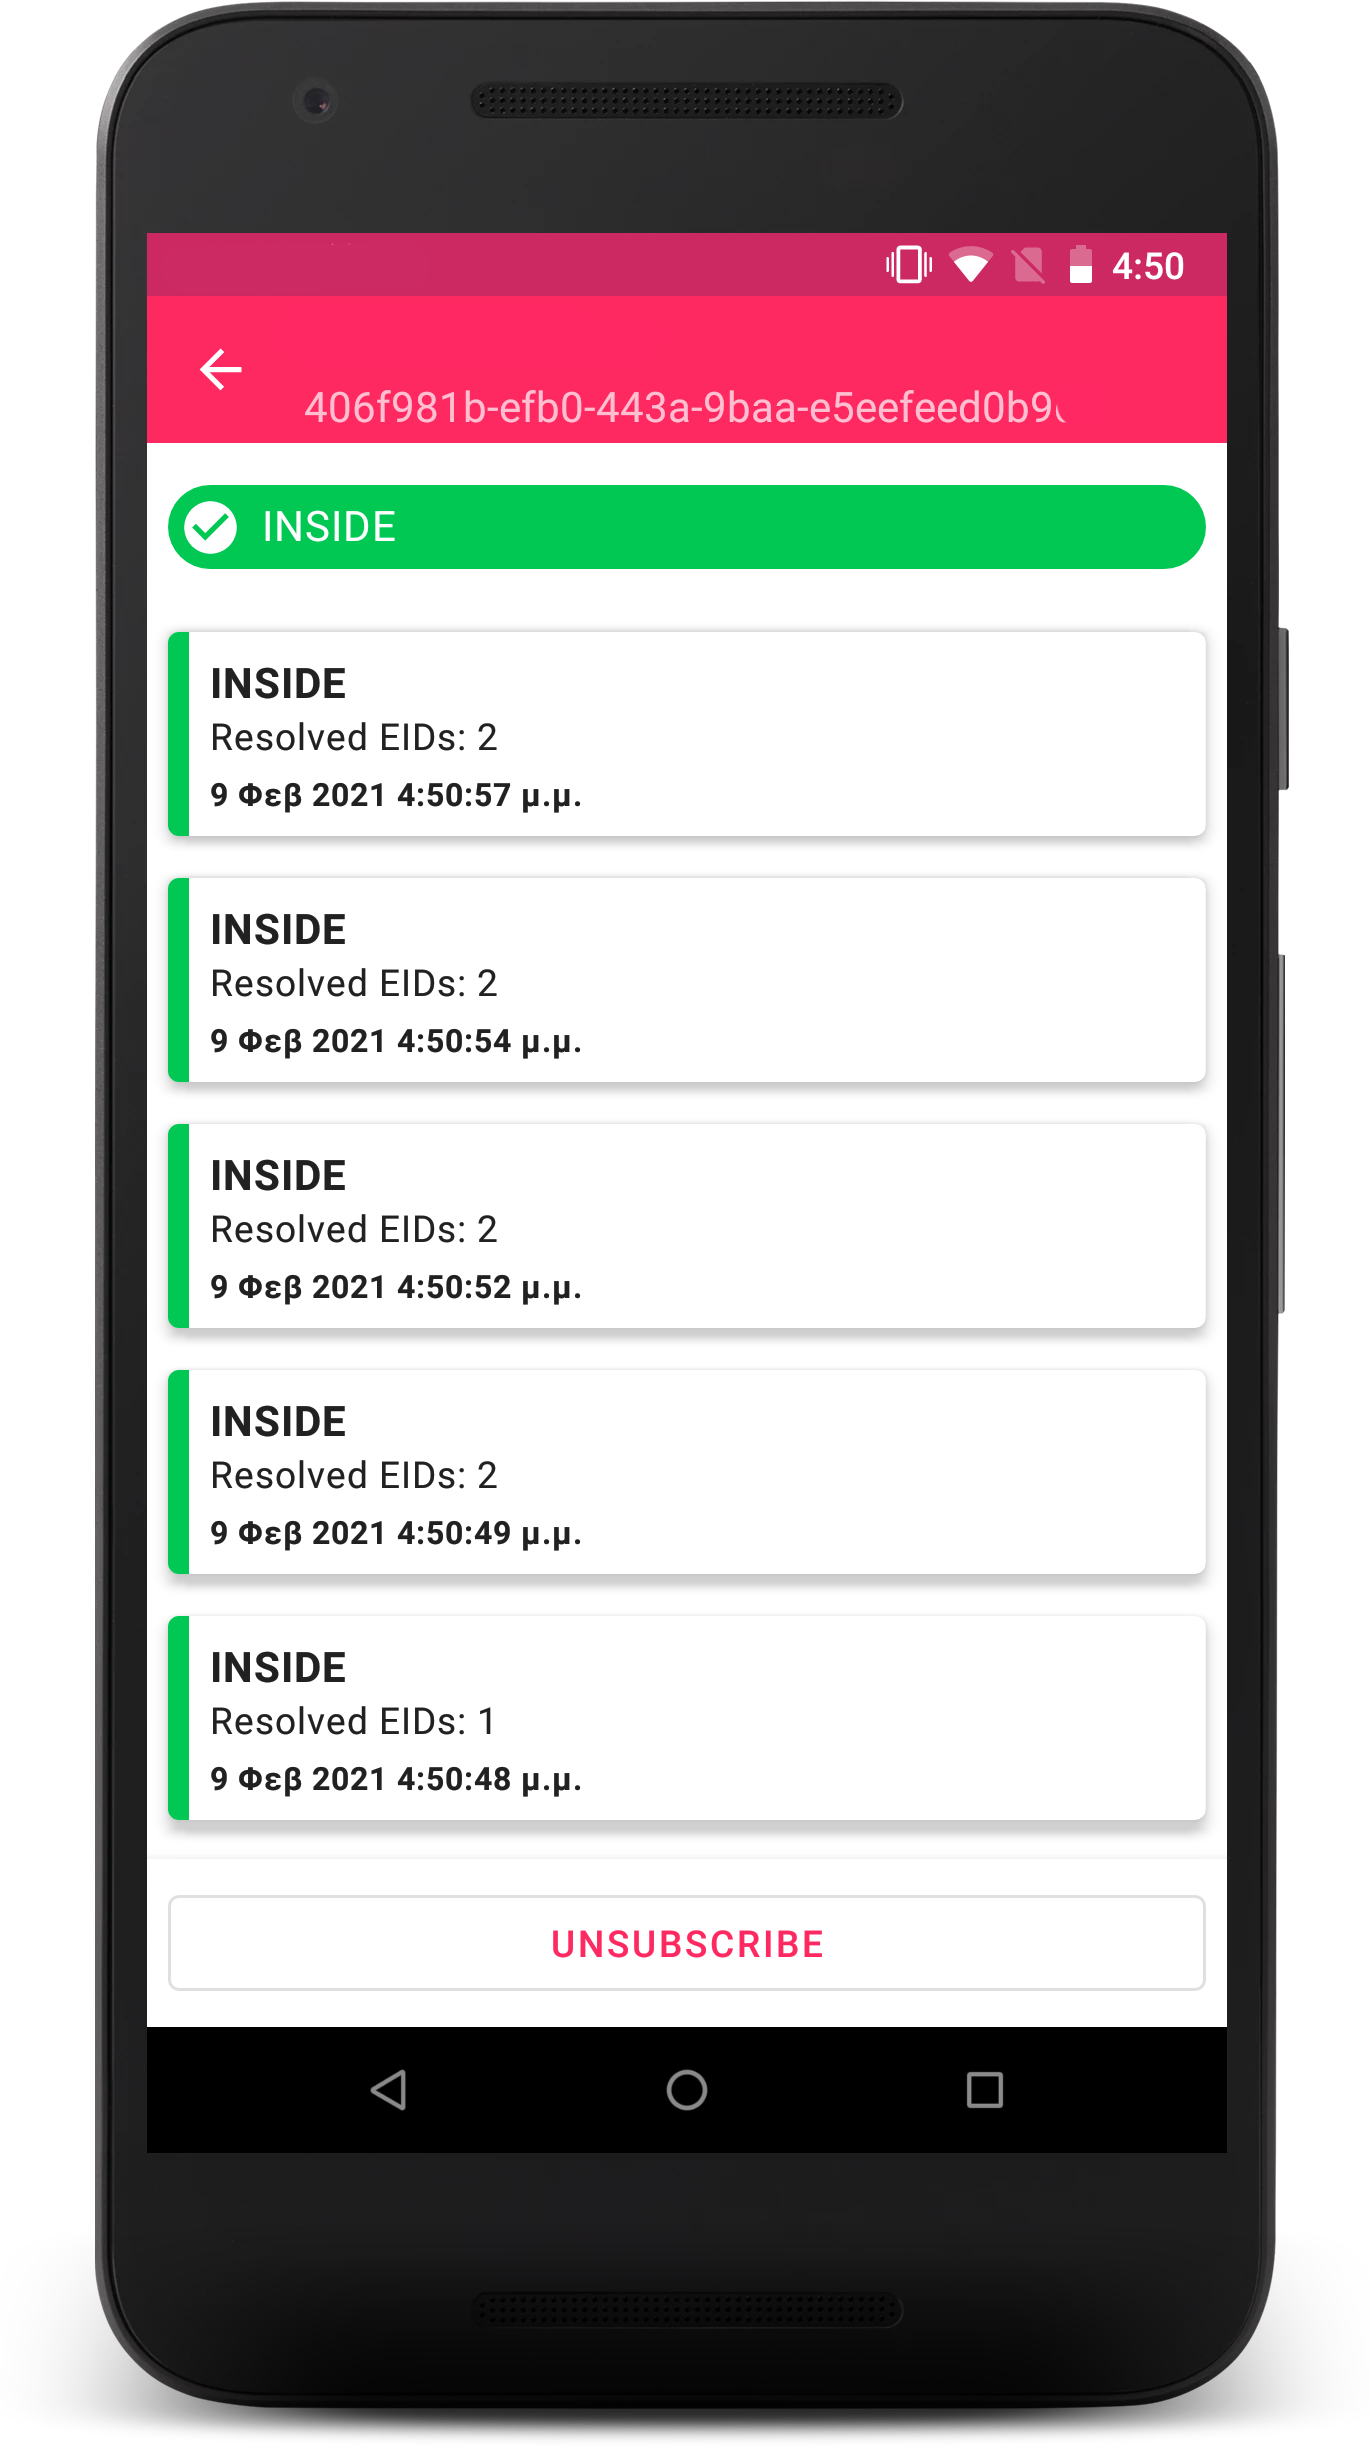 4:50
406f981b-efb0-443a-9baa-e5eefeed0b9
INSIDE
INSIDE
Resolved EIDs: 2
9 Φεβ 2021 4:50:57 μ.μ.
INSIDE
Resolved EIDs: 2
9 Φεβ 2021 4:50:54 μ.μ.
INSIDE
Resolved EIDs: 2
9 Φεβ 2021 4:50:52 μ.μ.
INSIDE
Resolved EIDs: 2
9 Φεβ 2021 4:50:49 μ.μ.
INSIDE
Resolved EIDs: 1
9 Φεβ 2021 4:50:48 μ.μ.
UNSUBSCRIBE